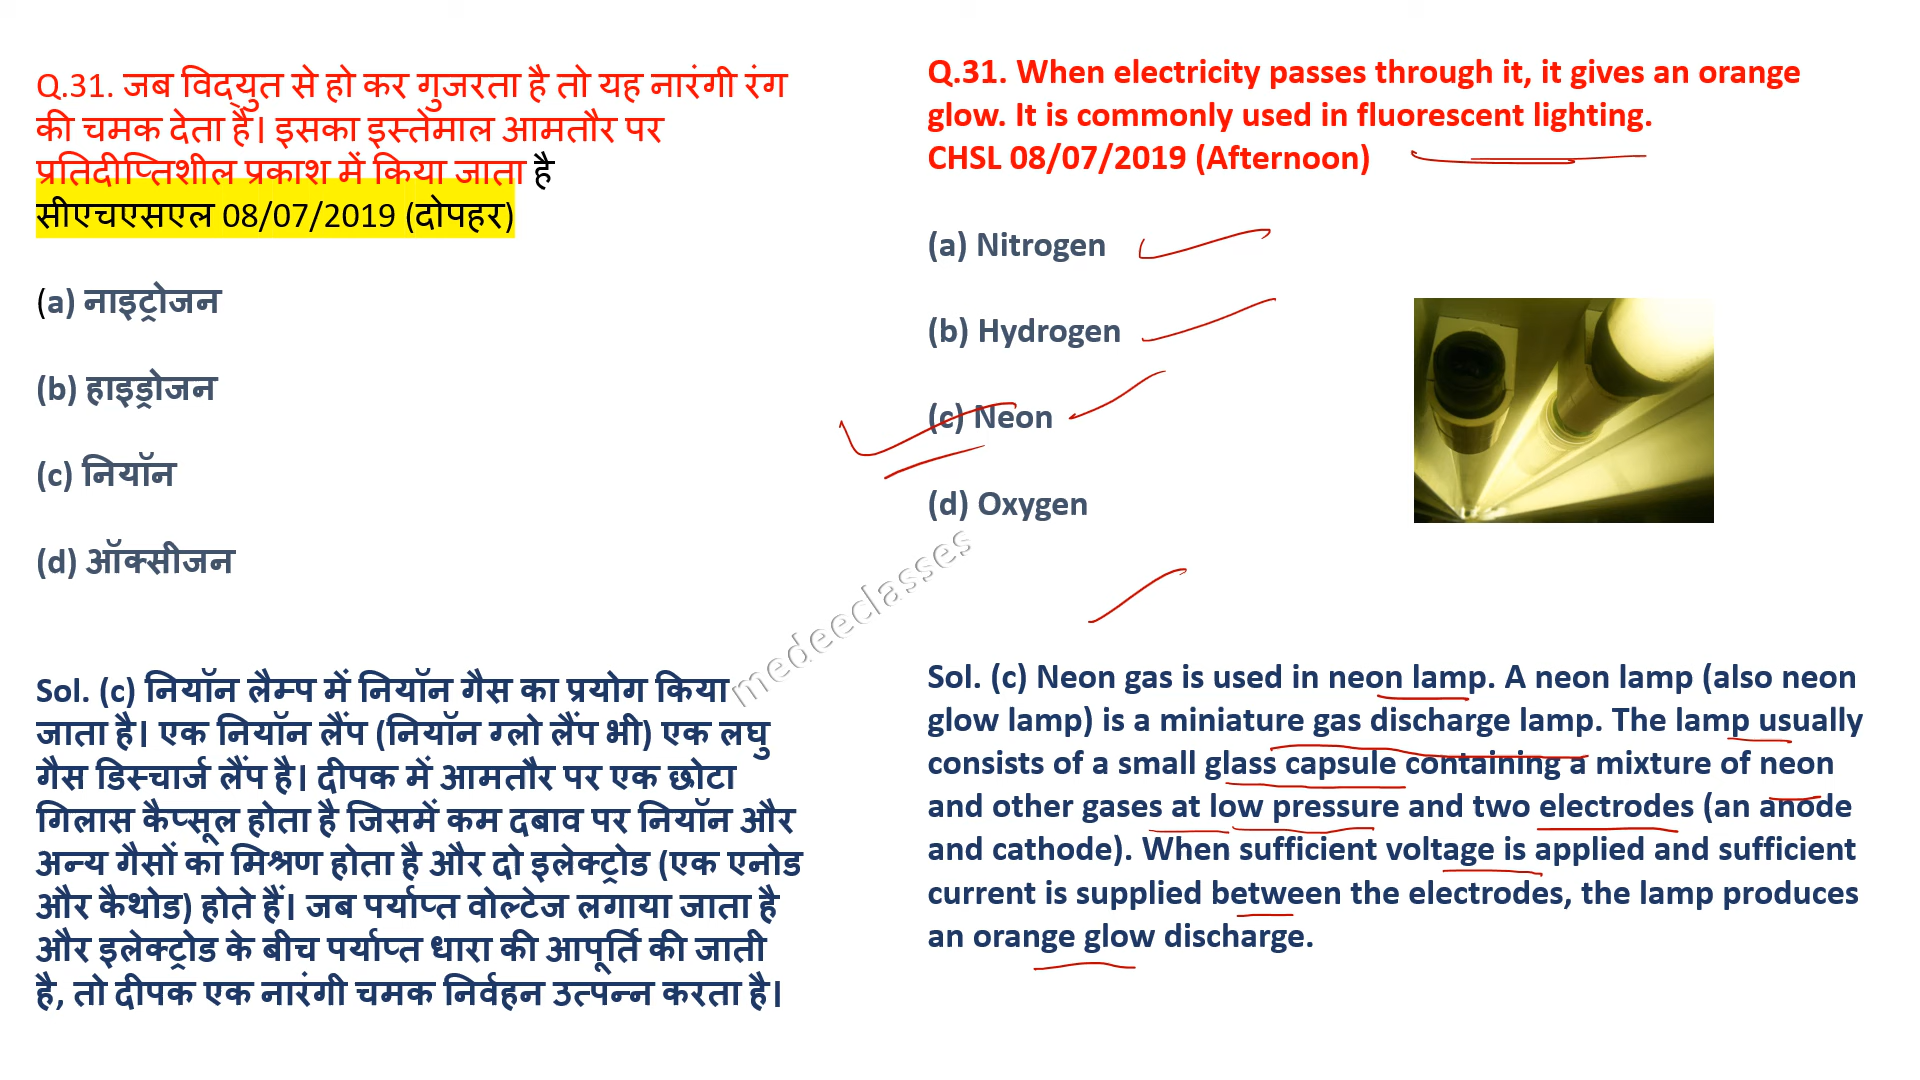 Q.31. जब विद्युत से हो कर गुजरता है तो यह नारंगी रंग
की चमक देता है। इसका इस्तेमाल आमतौर पर
प्रतिदीप्तिशील प्रकाश में किया जाता है
सीएचएसएल 08/07/2019 (दोपहर)
(a) नाइट्रोजन
(b) हाइड्रोजन
(c) नियॉन
(d) ऑक्सीजन
Sol. (c) नियॉन लैम्प में नियॉन गैस का प्रयोग किया
जाता है। एक नियॉन लैंप (नियॉन ग्लो लैंप भी) एक लघु
गैस डिस्चार्ज लैंप है। दीपक में आमतौर पर एक छोटा
गिलास कैप्सूल होता है जिसमें कम दबाव पर नियॉन और
अन्य गैसों का मिश्रण होता है और दो इलेक्ट्रोड (एक एनोड
और कैथोड) होते हैं। जब पर्याप्त वोल्टेज लगाया जाता है
और इलेक्ट्रोड के बीच पर्याप्त धारा की आपूर्ति की जाती
है, तो दीपक एक नारंगी चमक निर्वहन उत्पन्न करता है।
Q.31. When electricity passes through it, it gives an orange
glow. It is commonly used in fluorescent lighting.
CHSL 08/07/2019 (Afternoon)
(a) Nitrogen
(b) Hydrogen
(c) Neon
(d) Oxygen
Sol. (c) Neon gas is used in neon lamp. A neon lamp (also neon
glow lamp) is a miniature gas discharge lamp. The lamp usually
consists of a small glass capsule containing a mixture of neon
and other gases at low pressure and two electrodes (an anode
and cathode). When sufficient voltage is applied and sufficient
current is supplied between the electrodes, the lamp produces
an orange glow discharge.
medeeclasses